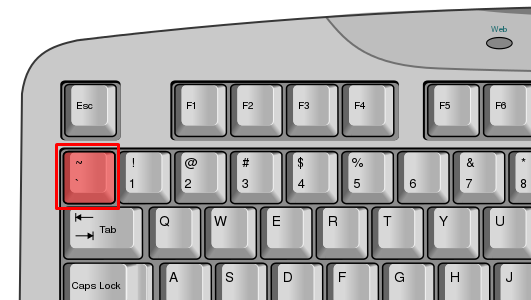 Web
Esc F1 F2 F3 F4 F5 F6
~ ! @ # $ % & *
` 1 2 3 4 5 6 7 8
Tab Q W E R T Y U
Caps Lock A S D F G H J